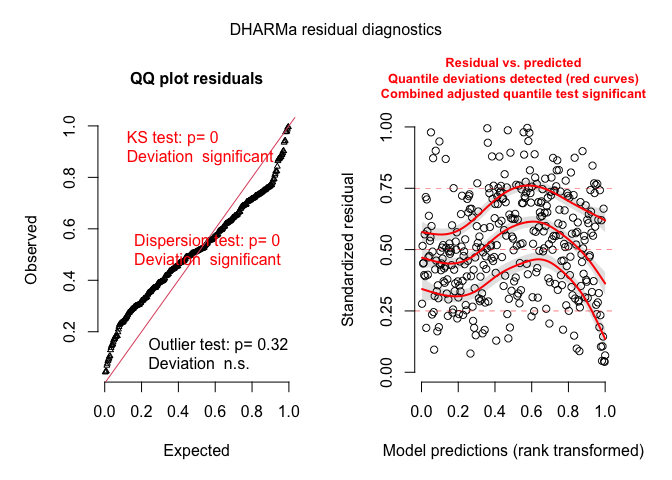 DHARMa residual diagnostics
QQ plot residuals
KS test: p= 0
Deviation significant
Dispersion test: p= 0
Deviation significant
Outlier test: p= 0.32
Deviation n.s.
Observed
0.2
0.4
0.6
0.8
1.0
0.0
0.2
0.4
0.6
0.8
1.0
Expected
Residual vs. predicted
Quantile deviations detected (red curves)
Combined adjusted quantile test significant
Standardized residual
0.00
0.25
0.50
0.75
1.00
0.0
0.2
0.4
0.6
0.8
1.0
Model predictions (rank transformed)